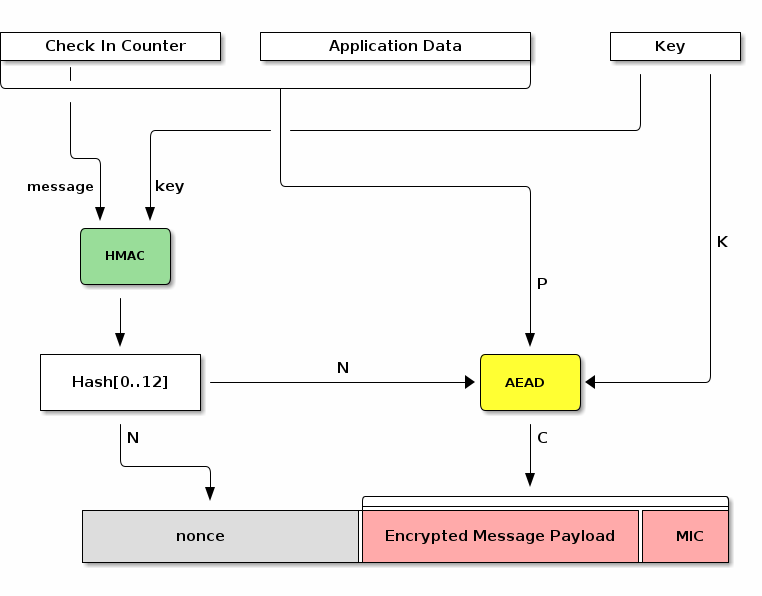 Check In Counter
Application Data
Key
message
key
K
HMAC
P
N
Hash[0..12]
AEAD
N
C
nonce
Encrypted Message Payload
MIC